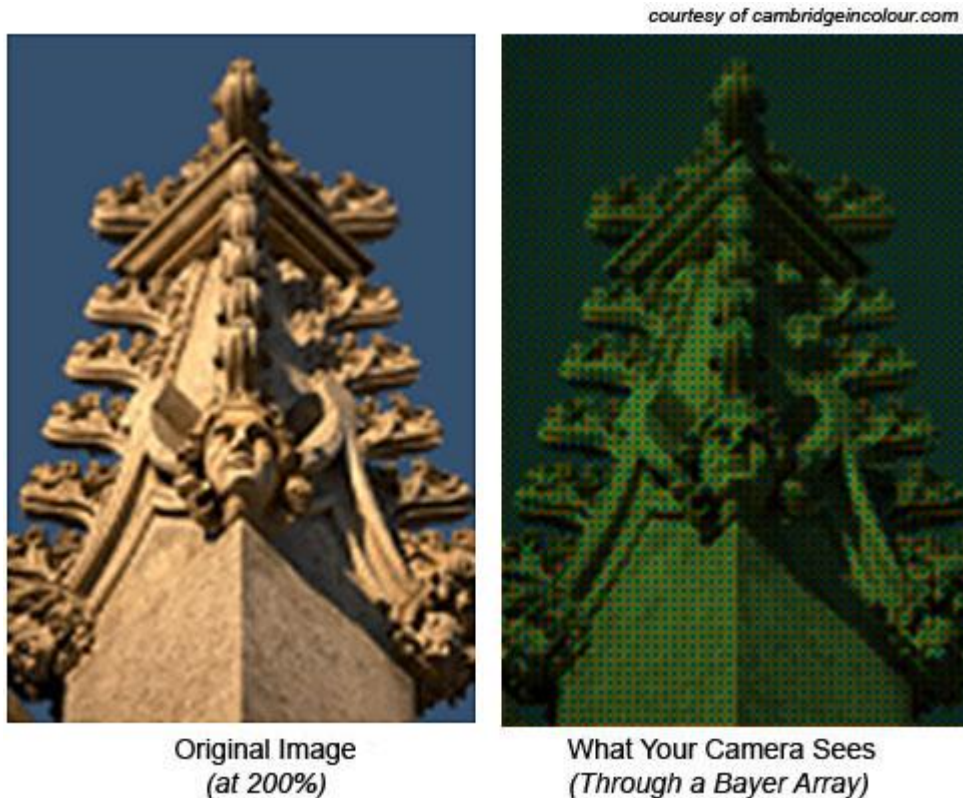 courtesy of cambridgeincolour.com
Original Image
(at 200%)
What Your Camera Sees
(Through a Bayer Array)